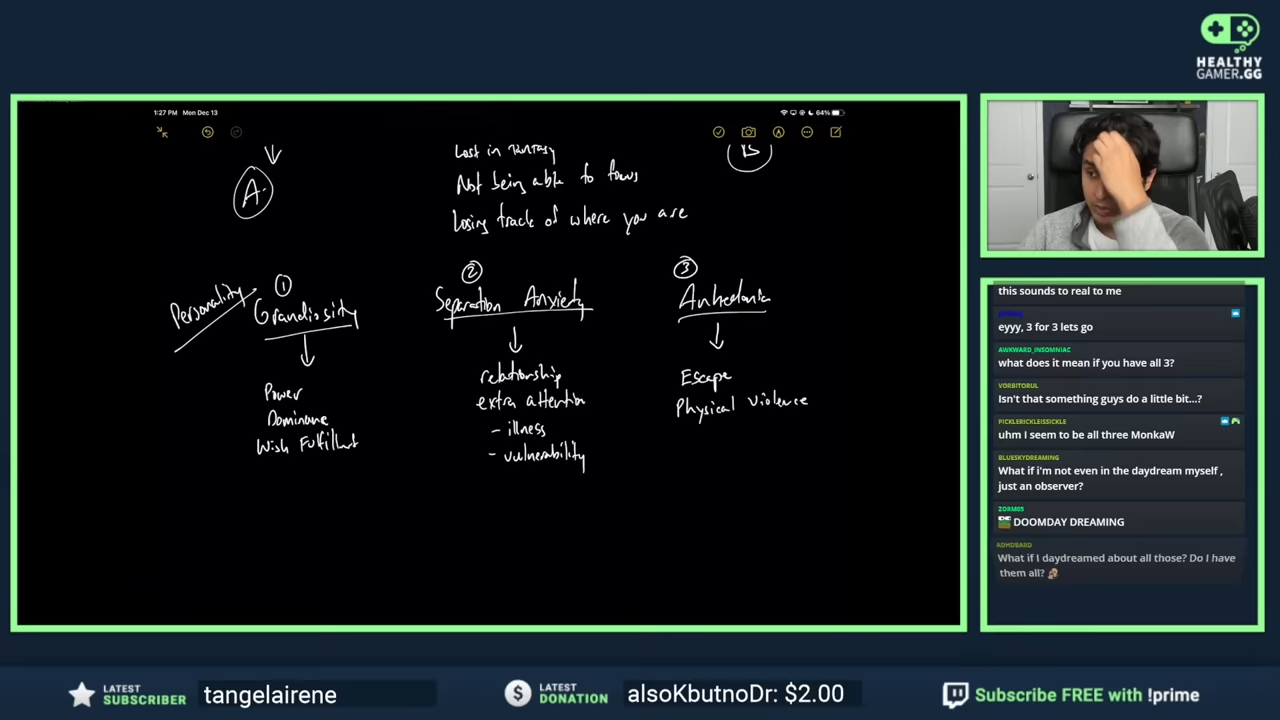 HEALTHY
GAMER.GG
1:27 PM Mon Dec 13
64%
Lost in Fantasy
B
A
Not being able to focus
Losing track of where you are
Personality
1
Grandiosity
Power
Dominance
Wish Fulfillment
2
Separation Anxiety
relationship
extra attention
- illness
- vulnerability
3
Anhedonia
Escape
Physical Violence
this sounds to real to me
eyyy, 3 for 3 lets go
AWKWARD_INSOMNIAC
what does it mean if you have all 3?
VORBITORUL
Isn't that something guys do a little bit...?
PICKLERICKLEISSICKLE
uhm I seem to be all three MonkaW
BLUESKYDREAMING
What if i'm not even in the daydream myself ,
just an observer?
ZORM05
DOOMDAY DREAMING
ADHDBARD
What if I daydreamed about all those? Do I have
them all?
LATEST
SUBSCRIBER
tangelairene
LATEST
DONATION
alsoKbutnoDr: $2.00
Subscribe FREE with !prime